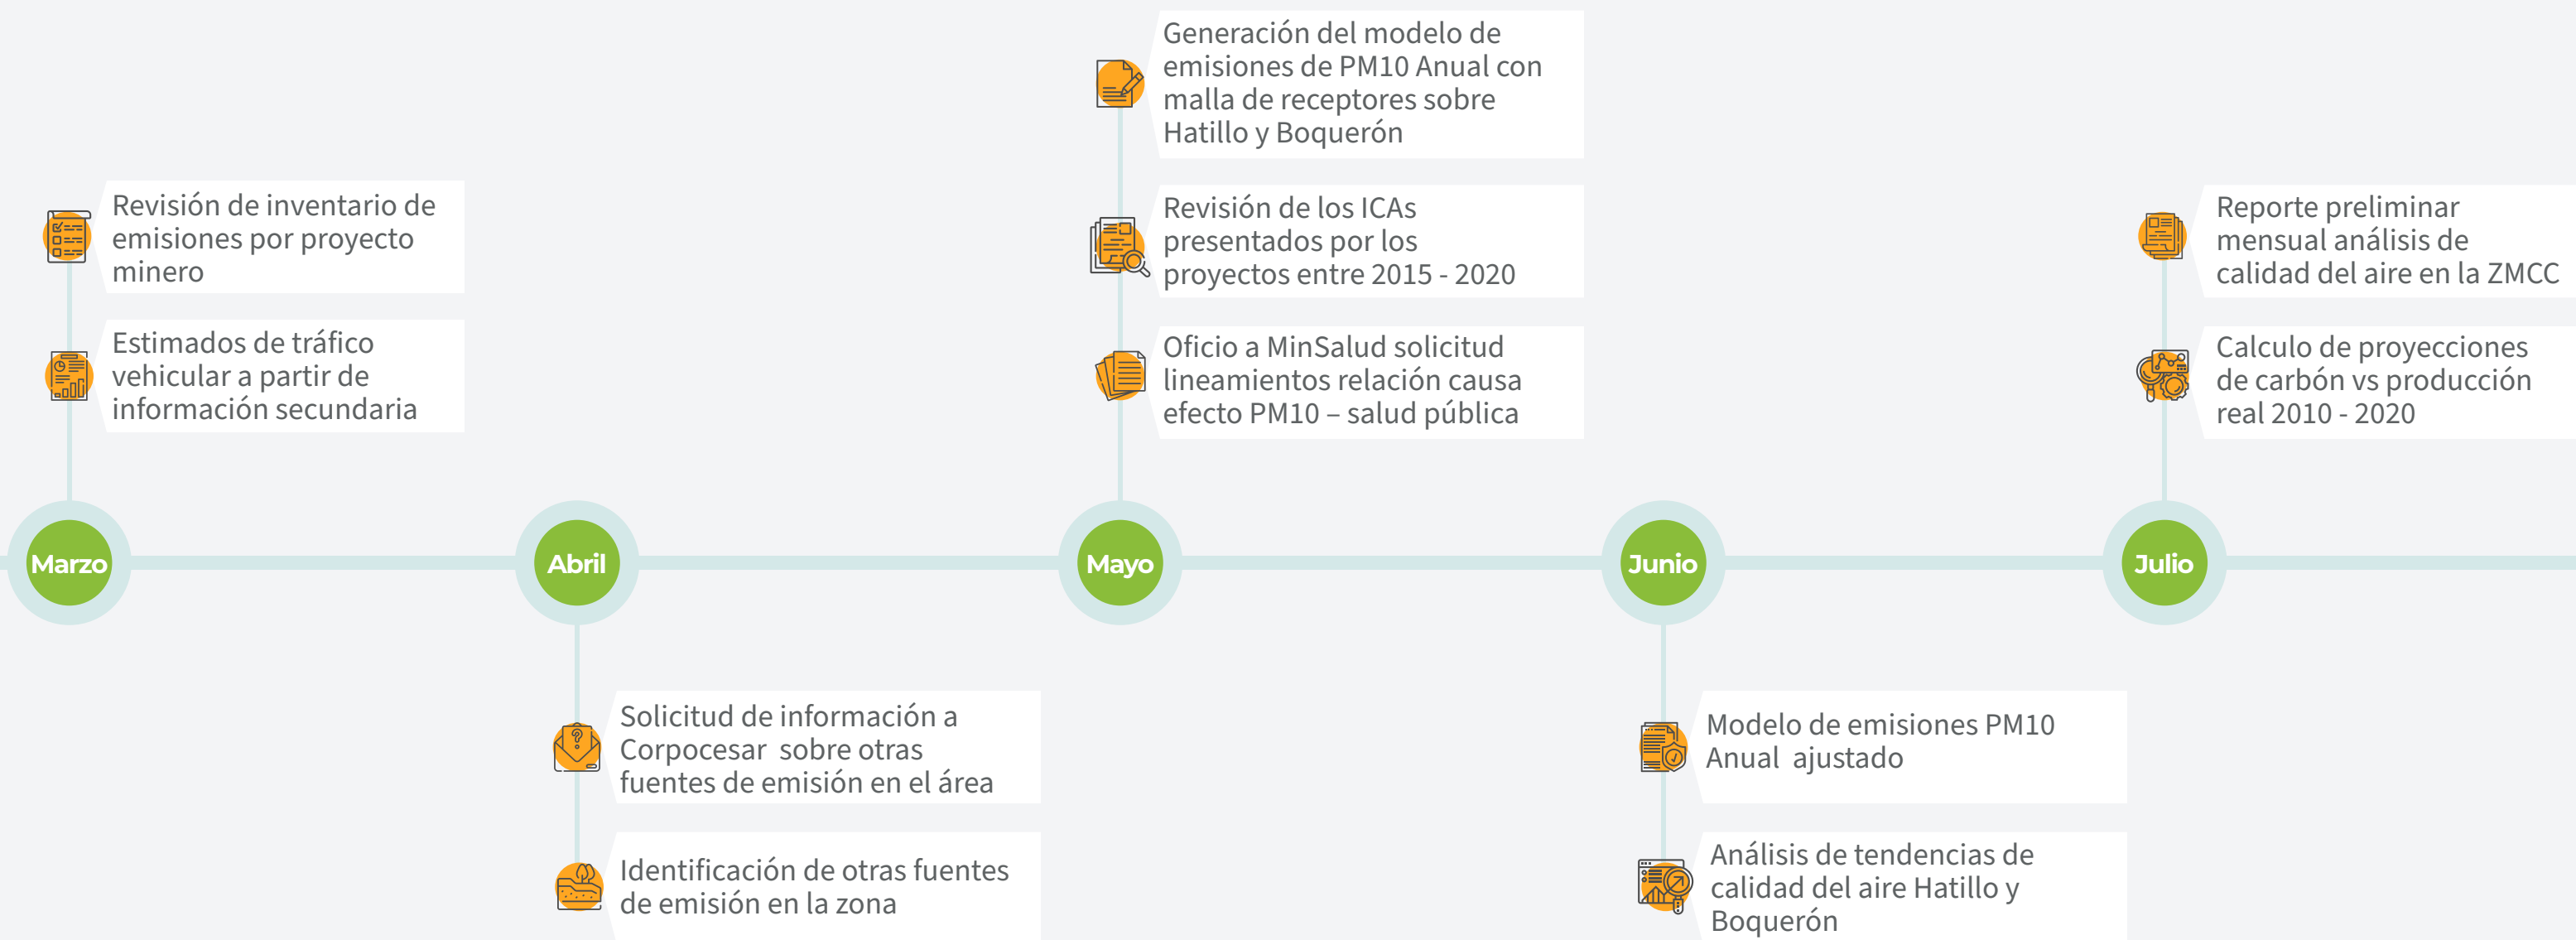 Marzo
Revisión de inventario de
emisiones por proyecto
minero
Estimados de tráfico
vehicular a partir de
información secundaria
Abril
Solicitud de información a
Corpocesar sobre otras
fuentes de emisión en el área
Identificación de otras fuentes
de emisión en la zona
Mayo
Generación del modelo de
emisiones de PM10 Anual con
malla de receptores sobre
Hatillo y Boquerón
Revisión de los ICAs
presentados por los
proyectos entre 2015 - 2020
Oficio a MinSalud solicitud
lineamientos relación causa
efecto PM10 – salud pública
Junio
Modelo de emisiones PM10
Anual ajustado
Análisis de tendencias de
calidad del aire Hatillo y
Boquerón
Julio
Reporte preliminar
mensual análisis de
calidad del aire en la ZMCC
Calculo de proyecciones
de carbón vs producción
real 2010 - 2020